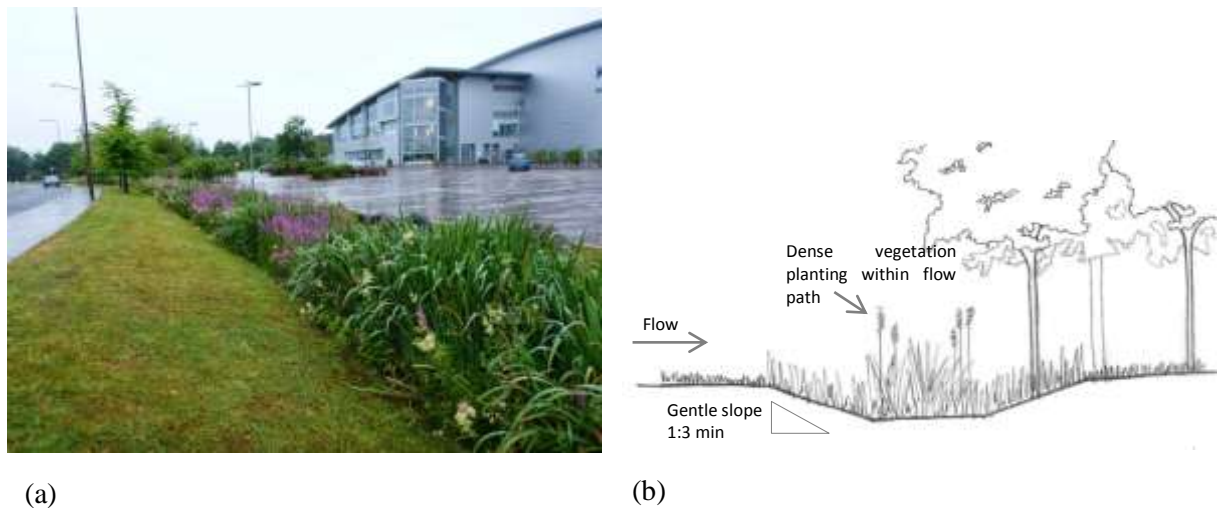 Dense vegetation
planting within flow
path
Flow
Gentle slope
1:3 min
(a)
(b)